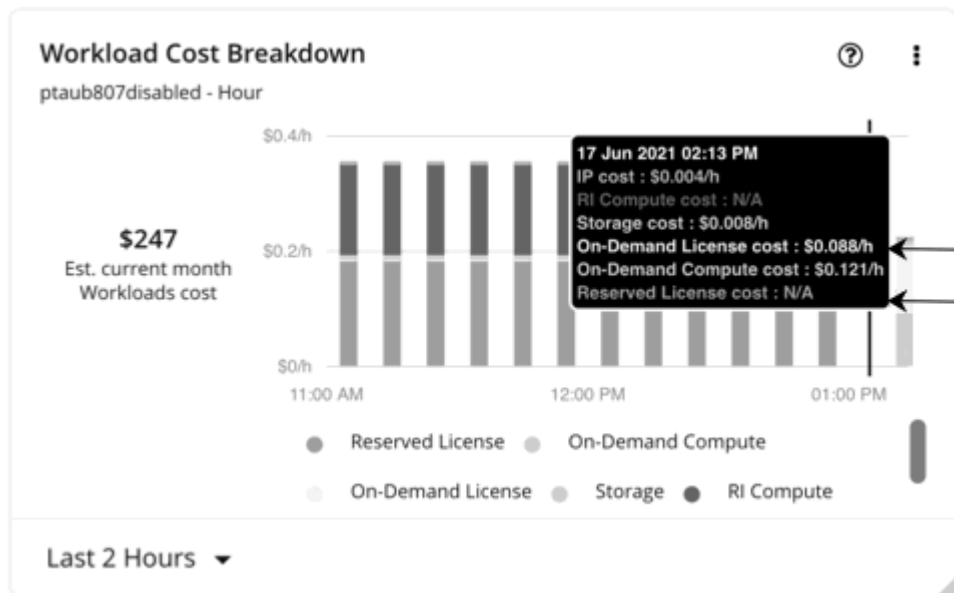 Workload Cost Breakdown
ptaub807disabled - Hour
$0.4/h
17 Jun 2021 02:13 PM
IP cost : $0.004/h
RI Compute cost : N/A
Storage cost : $0.008/h
On-Demand License cost : $0.088/h
On-Demand Compute cost : $0.121/h
Reserved License cost : N/A
$247
Est. current month
Workloads cost
$0.2/h
$0/h
11:00 AM 12:00 PM 01:00 PM
Reserved License On-Demand Compute
On-Demand License Storage RI Compute
Last 2 Hours